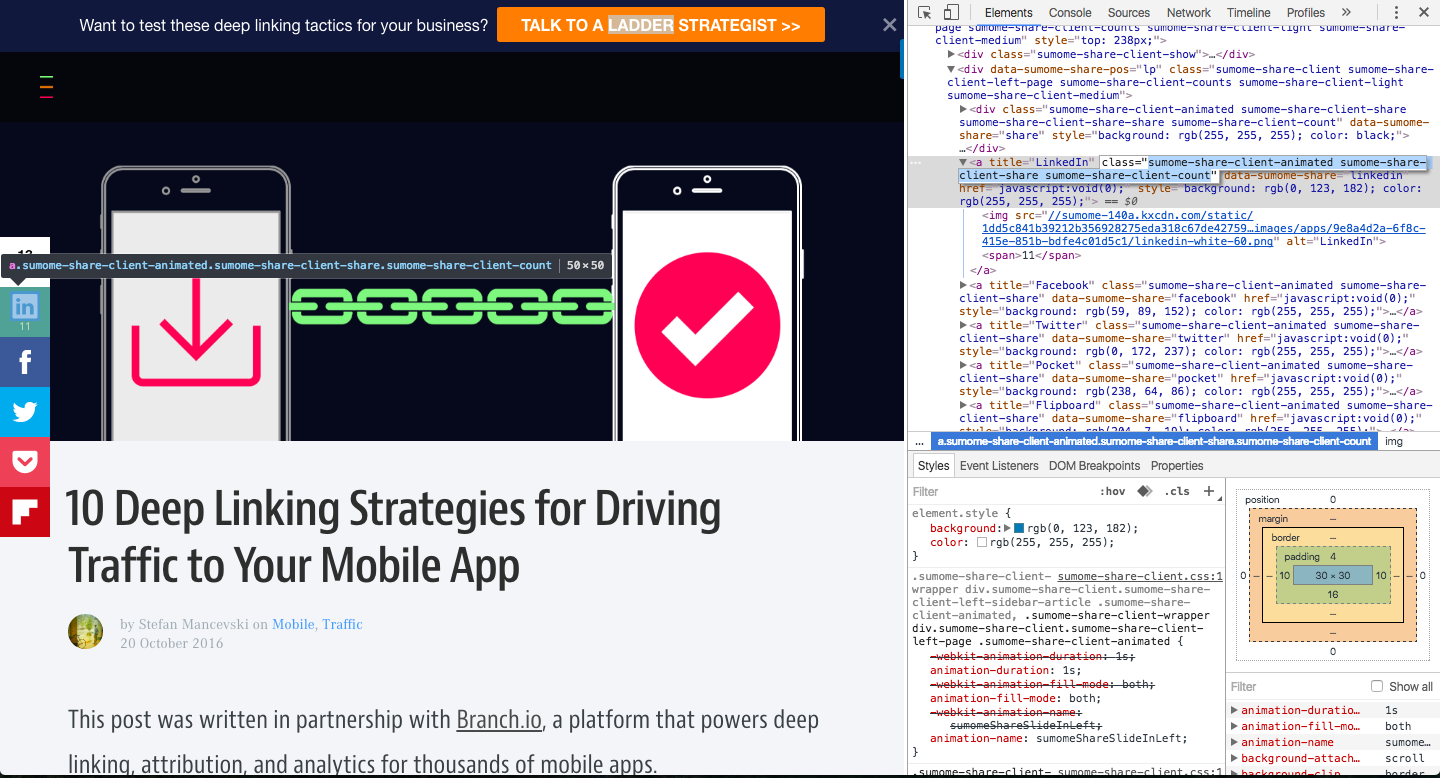 Want to test these deep linking tactics for your business? TALK TO A LADDER STRATEGIST >> ×
a.sumome-share-client-animated.sumome-share-client-share.sumome-share-client-count 50 × 50
11
10 Deep Linking Strategies for Driving
Traffic to Your Mobile App
by Stefan Mancevski on Mobile, Traffic
20 October 2016
This post was written in partnership with Branch.io, a platform that powers deep
linking, attribution, and analytics for thousands of mobile apps.
Elements Console Sources Network Timeline Profiles »
page sumome-share-client-counts sumome-share-client-light sumome-share-
client-medium" style="top: 238px;">
<div class="sumome-share-client-show">…</div>
<div data-sumome-share-pos="lp" class="sumome-share-client sumome-share-
client-left-page sumome-share-client-counts sumome-share-client-light
sumome-share-client-medium">
<div class="sumome-share-client-animated sumome-share-client-share
sumome-share-client-share-share sumome-share-client-count" data-sumome-
share="share" style="background: rgb(255, 255, 255); color: black;">
…</div>
<a title="LinkedIn" class="sumome-share-client-animated sumome-share-
client-share sumome-share-client-count" data-sumome-share="linkedin"
href="javascript:void(0);" style="background: rgb(0, 123, 182); color:
rgb(255, 255, 255);"> == $0
<img src="//sumome-140a.kxcdn.com/static/
1dd5c841b39212b356928275eda318c67de42759…images/apps/9e8a4d2a-6f8c-
415e-851b-bdfe4c01d5c1/linkedin-white-60.png" alt="LinkedIn">
<span>11</span>
</a>
<a title="Facebook" class="sumome-share-client-animated sumome-share-
client-share" data-sumome-share="facebook" href="javascript:void(0);"
style="background: rgb(59, 89, 152); color: rgb(255, 255, 255);">…</a>
<a title="Twitter" class="sumome-share-client-animated sumome-share-
client-share" data-sumome-share="twitter" href="javascript:void(0);"
style="background: rgb(0, 172, 237); color: rgb(255, 255, 255);">…</a>
<a title="Pocket" class="sumome-share-client-animated sumome-share-
client-share" data-sumome-share="pocket" href="javascript:void(0);"
style="background: rgb(238, 64, 86); color: rgb(255, 255, 255);">…</a>
<a title="Flipboard" class="sumome-share-client-animated sumome-share-
client-share" data-sumome-share="flipboard" href="javascript:void(0);"
... a.sumome-share-client-animated.sumome-share-client-share.sumome-share-client-count img
Styles Event Listeners DOM Breakpoints Properties
Filter :hov .cls +
element.style {
background: rgb(0, 123, 182);
color: rgb(255, 255, 255);
}
.sumome-share-client- sumome-share-client.css:1
wrapper div.sumome-share-client.sumome-share-
client-left-sidebar-article .sumome-share-
client-animated, .sumome-share-client-wrapper
div.sumome-share-client.sumome-share-client-
left-page .sumome-share-client-animated {
-webkit-animation-duration: 1s;
animation-duration: 1s;
-webkit-animation-fill-mode: both;
animation-fill-mode: both;
-webkit-animation-name:
sumomeShareSlideInLeft;
animation-name: sumomeShareSlideInLeft;
}
.sumome-share-client- sumome-share-client.css:1
position 0
margin –
border –
padding 4
0 – – 10 30 × 30 10 – – 0
16
–
–
0
Filter Show all
animation-duratio… 1s
animation-fill-mo… both
animation-name sumome…
background-attach… scroll
background-clip border